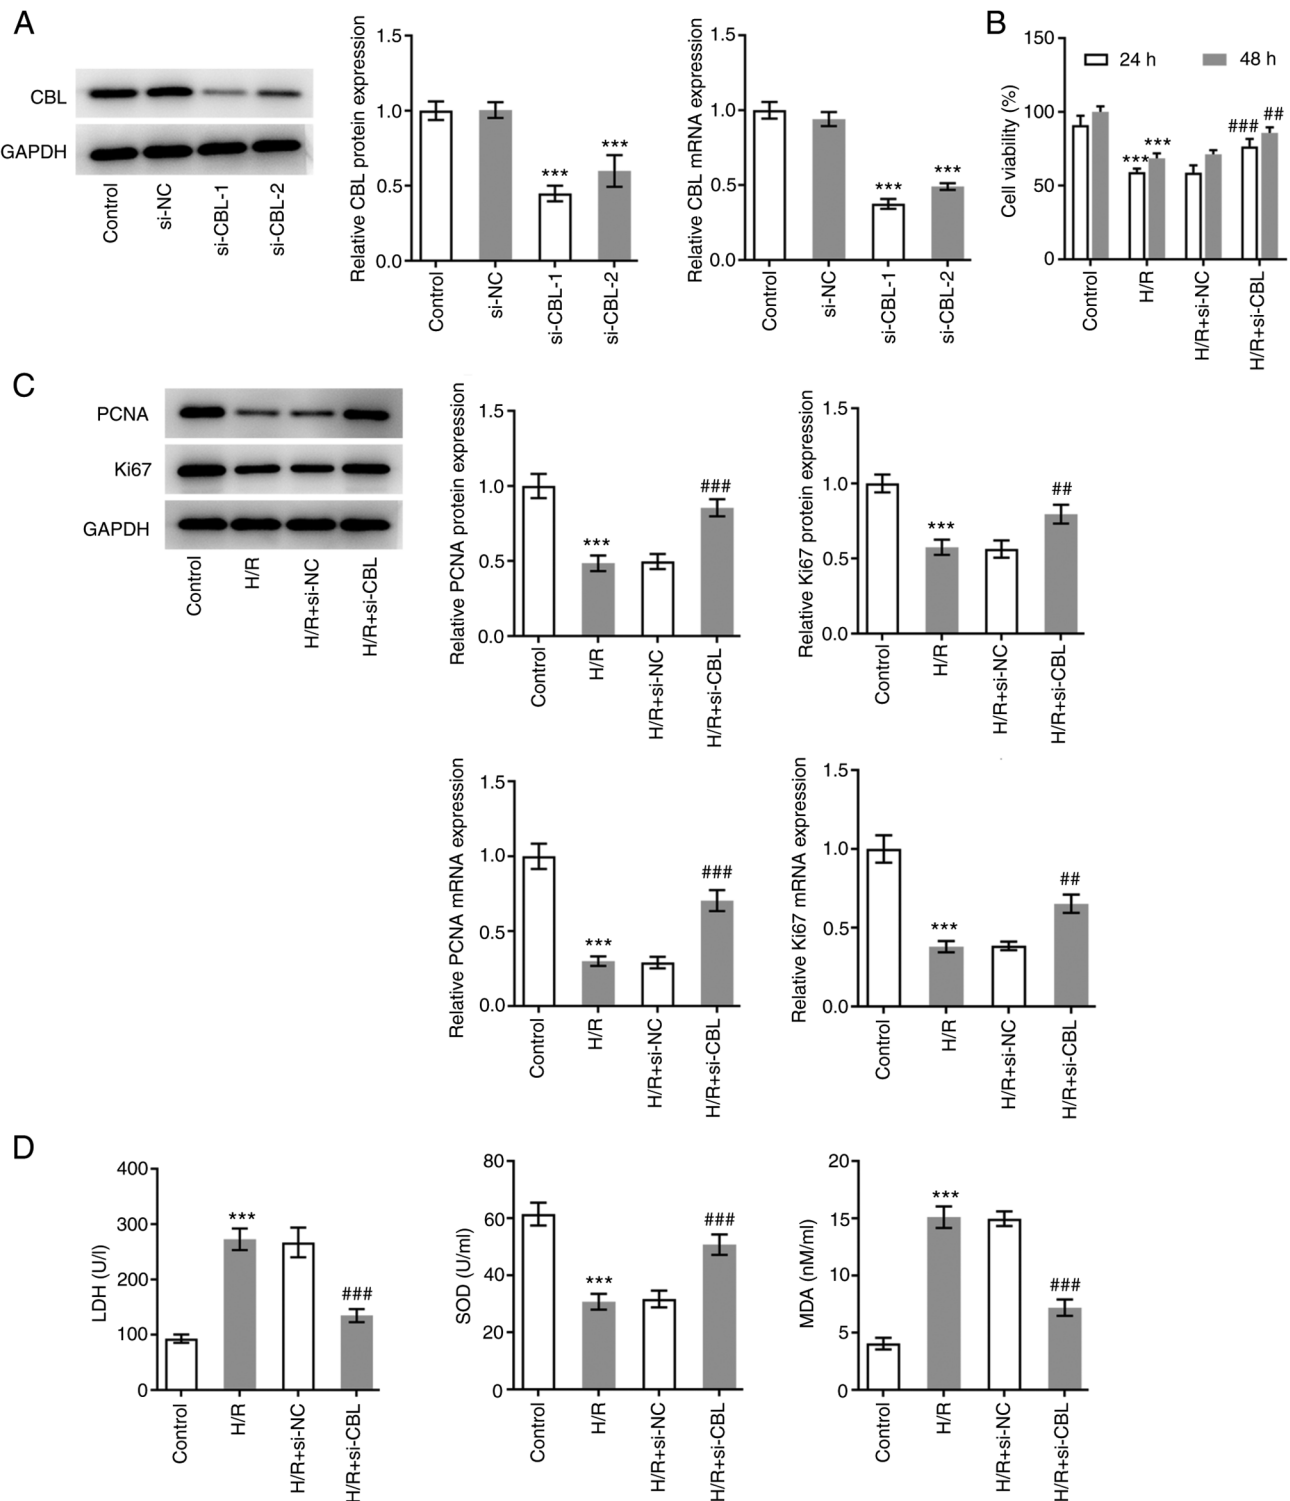 A
CBL
GAPDH
Control
si-NC
si-CBL-1
si-CBL-2
Relative CBL protein expression
1.5
1.0
0.5
0.0
***
***
Control
si-NC
si-CBL-1
si-CBL-2
Relative CBL mRNA expression
1.5
1.0
0.5
0.0
***
***
Control
si-NC
si-CBL-1
si-CBL-2
B
Cell viability (%)
150
100
50
0
24 h
48 h
***
***
###
##
Control
H/R
H/R+si-NC
H/R+si-CBL
C
PCNA
Ki67
GAPDH
Control
H/R
H/R+si-NC
H/R+si-CBL
Relative PCNA protein expression
1.5
1.0
0.5
0.0
***
###
Control
H/R
H/R+si-NC
H/R+si-CBL
Relative Ki67 protein expression
1.5
1.0
0.5
0.0
***
##
Control
H/R
H/R+si-NC
H/R+si-CBL
Relative PCNA mRNA expression
1.5
1.0
0.5
0.0
***
###
Control
H/R
H/R+si-NC
H/R+si-CBL
Relative Ki67 mRNA expression
1.5
1.0
0.5
0.0
***
##
Control
H/R
H/R+si-NC
H/R+si-CBL
D
LDH (U/l)
400
300
200
100
0
***
###
Control
H/R
H/R+si-NC
H/R+si-CBL
SOD (U/ml)
80
60
40
20
0
***
###
Control
H/R
H/R+si-NC
H/R+si-CBL
MDA (nM/ml)
20
15
10
5
0
***
###
Control
H/R
H/R+si-NC
H/R+si-CBL